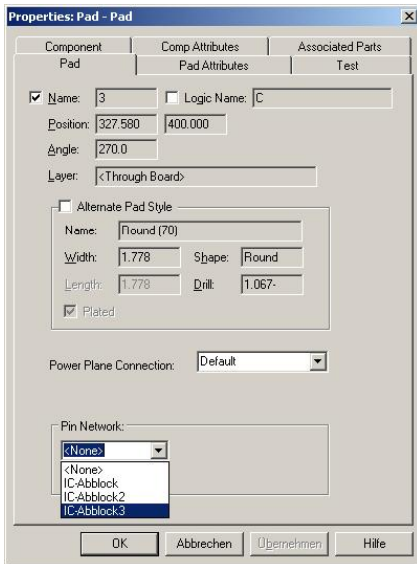 Properties: Pad - Pad
Component Comp Attributes Associated Parts
Pad Pad Attributes Test
Name: 3 Logic Name: C
Position: 327.580 400.000
Angle: 270.0
Layer: <Through Board>
Alternate Pad Style
Name: Round (70)
Width: 1.778 Shape: Round
Length: 1.778 Drill: 1.067-
Plated
Power Plane Connection: Default
Pin Network:
<None>
<None>
IC-Abblock
IC-Abblock2
IC-Abblock3
OK Abbrechen Übernehmen Hilfe